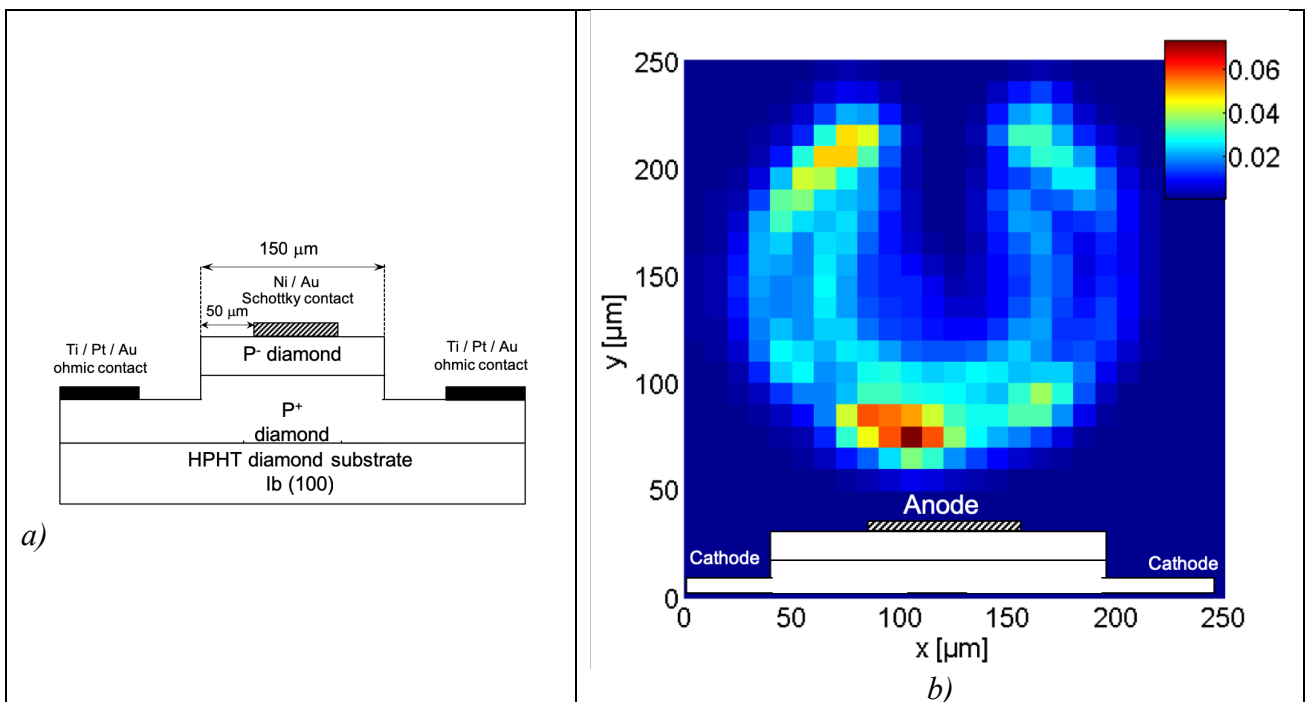 150 μm
Ni / Au
Schottky contact
50 μm
P- diamond
Ti / Pt / Au
ohmic contact
Ti / Pt / Au
ohmic contact
P+
diamond
HPHT diamond substrate
Ib (100)
a)
250
200
150
100
50
0
y [μm]
0.06
0.04
0.02
Anode
Cathode
Cathode
0 50 100 150 200 250
x [μm]
b)